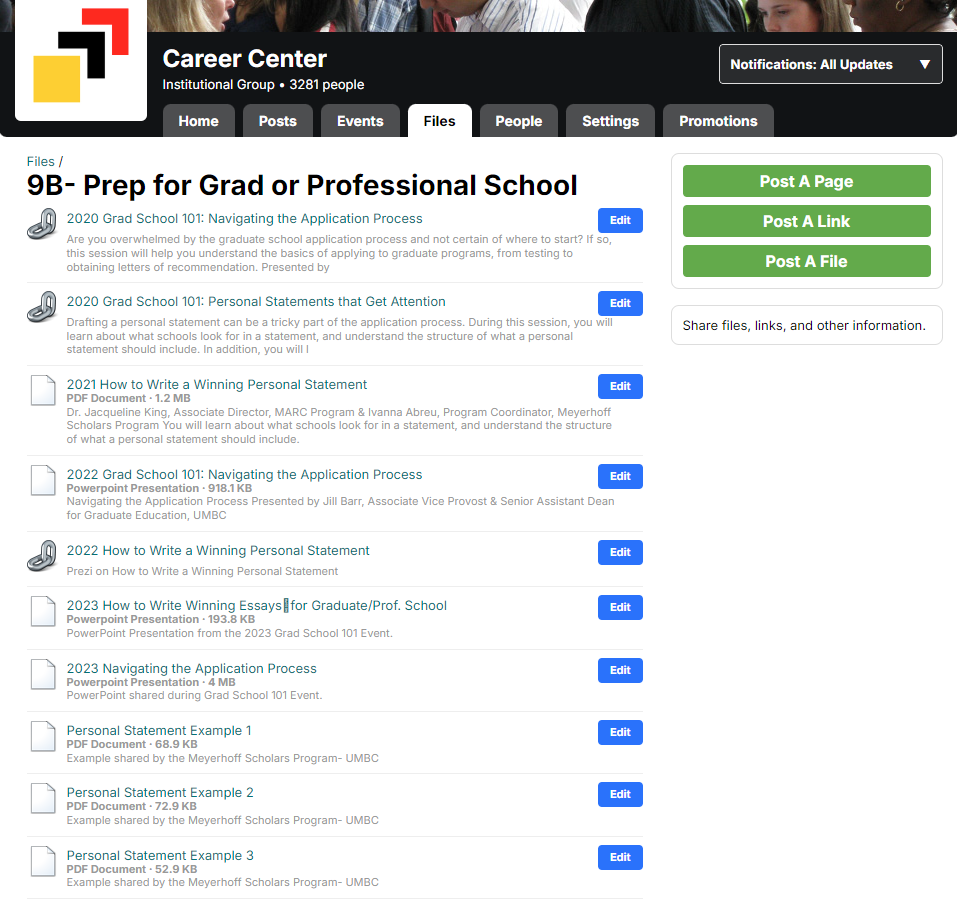 Career Center
Institutional Group • 3281 people
Notifications: All Updates ▼
Home
Posts
Events
Files
People
Settings
Promotions
Files /
9B- Prep for Grad or Professional School
2020 Grad School 101: Navigating the Application Process
Edit
Are you overwhelmed by the graduate school application process and not certain of where to start? If so,
this session will help you understand the basics of applying to graduate programs, from testing to
obtaining letters of recommendation. Presented by
2020 Grad School 101: Personal Statements that Get Attention
Edit
Drafting a personal statement can be a tricky part of the application process. During this session, you will
learn about what schools look for in a statement, and understand the structure of what a personal
statement should include. In addition, you will l
2021 How to Write a Winning Personal Statement
Edit
PDF Document · 1.2 MB
Dr. Jacqueline King, Associate Director, MARC Program & Ivanna Abreu, Program Coordinator, Meyerhoff
Scholars Program You will learn about what schools look for in a statement, and understand the structure
of what a personal statement should include.
2022 Grad School 101: Navigating the Application Process
Edit
Powerpoint Presentation · 918.1 KB
Navigating the Application Process Presented by Jill Barr, Associate Vice Provost & Senior Assistant Dean
for Graduate Education, UMBC
2022 How to Write a Winning Personal Statement
Edit
Prezi on How to Write a Winning Personal Statement
2023 How to Write Winning Essays for Graduate/Prof. School
Edit
Powerpoint Presentation · 193.8 KB
PowerPoint Presentation from the 2023 Grad School 101 Event.
2023 Navigating the Application Process
Edit
Powerpoint Presentation · 4 MB
PowerPoint shared during Grad School 101 Event.
Personal Statement Example 1
Edit
PDF Document · 68.9 KB
Example shared by the Meyerhoff Scholars Program- UMBC
Personal Statement Example 2
Edit
PDF Document · 72.9 KB
Example shared by the Meyerhoff Scholars Program- UMBC
Personal Statement Example 3
Edit
PDF Document · 52.9 KB
Example shared by the Meyerhoff Scholars Program- UMBC
Post A Page
Post A Link
Post A File
Share files, links, and other information.